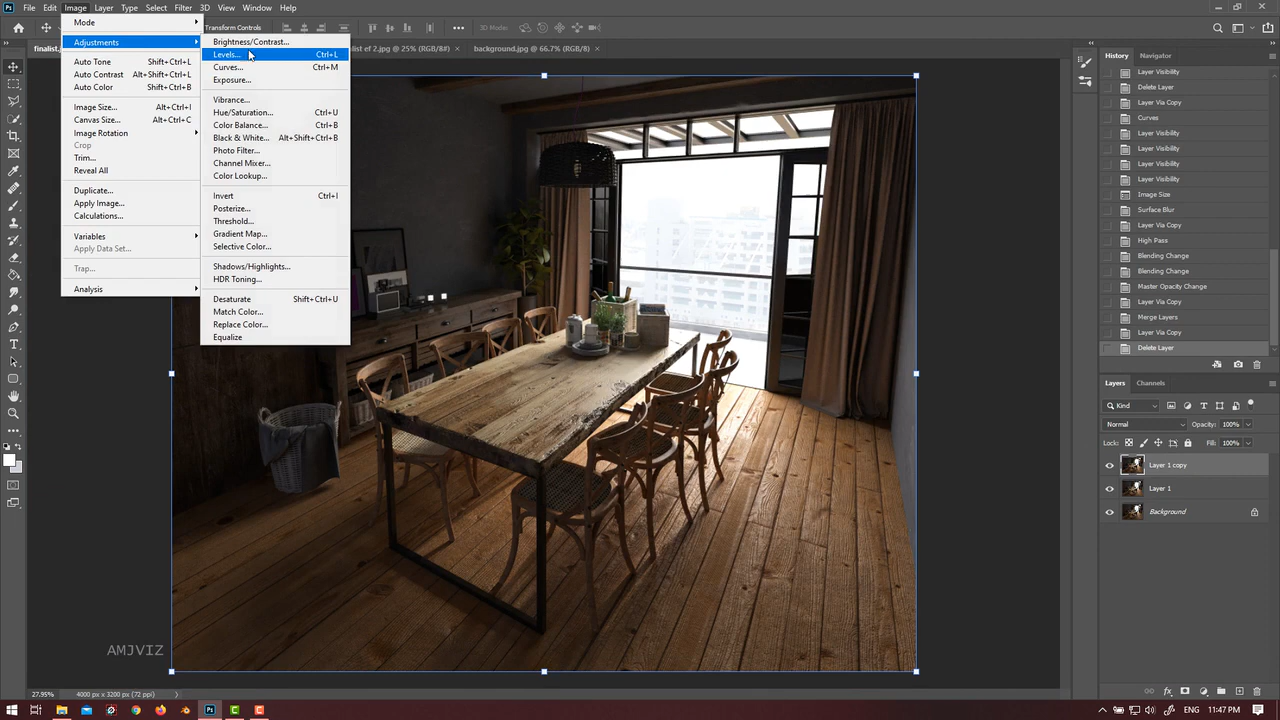 File Edit Image Layer Type Select Filter 3D View Window Help
Transform Controls
3D Mode:
finalist.j
ist ef 2.jpg @ 25% (RGB/8#) ×
background.jpg @ 66.7% (RGB/8) ×
Mode
Adjustments
Auto Tone Shift+Ctrl+L
Auto Contrast Alt+Shift+Ctrl+L
Auto Color Shift+Ctrl+B
Image Size... Alt+Ctrl+I
Canvas Size... Alt+Ctrl+C
Image Rotation
Crop
Trim...
Reveal All
Duplicate...
Apply Image...
Calculations...
Variables
Apply Data Set...
Trap...
Analysis
Brightness/Contrast...
Levels... Ctrl+L
Curves... Ctrl+M
Exposure...
Vibrance...
Hue/Saturation... Ctrl+U
Color Balance... Ctrl+B
Black & White... Alt+Shift+Ctrl+B
Photo Filter...
Channel Mixer...
Color Lookup...
Invert Ctrl+I
Posterize...
Threshold...
Gradient Map...
Selective Color...
Shadows/Highlights...
HDR Toning...
Desaturate Shift+Ctrl+U
Match Color...
Replace Color...
Equalize
History Navigator
Layer Visibility
Delete Layer
Layer Via Copy
Curves
Layer Visibility
Layer Visibility
Layer Visibility
Layer Visibility
Image Size
Surface Blur
Layer Via Copy
High Pass
Blending Change
Blending Change
Master Opacity Change
Layer Via Copy
Merge Layers
Layer Via Copy
Delete Layer
Layers Channels
Kind
Normal Opacity: 100%
Lock: Fill: 100%
Layer 1 copy
Layer 1
Background
AMJVIZ
27.95% 4000 px x 3200 px (72 ppi)
11:47 PM